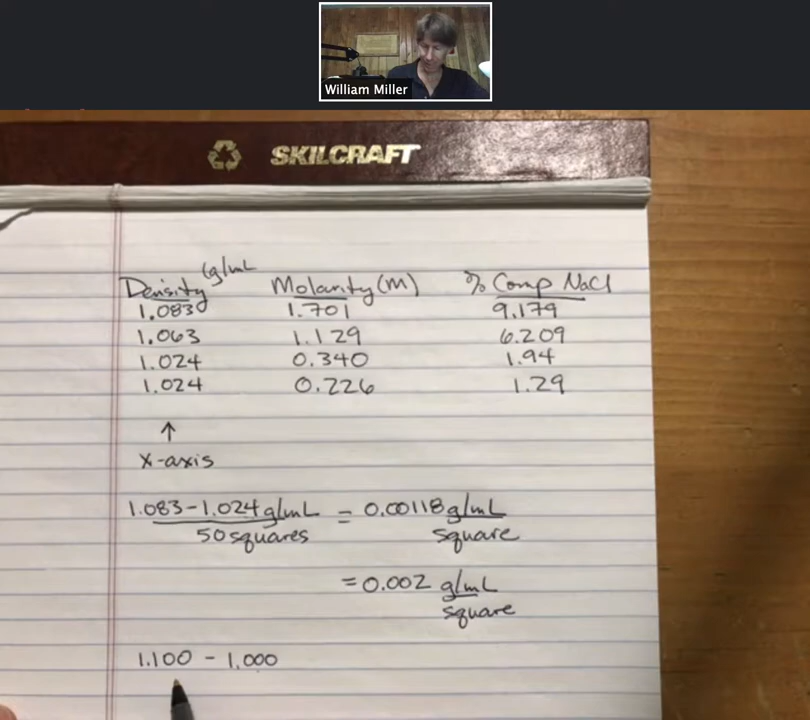 William Miller
SKILCRAFT
Density (g/mL Molarity (M) % Comp NaCl
1.083 1.701 9.179
1.063 1.129 6.209
1.024 0.340 1.94
1.024 0.226 1.29
↑
x-axis
1.083 - 1.024 g/mL = 0.00118 g/mL
50 squares square
= 0.002 g/mL
square
1.100 - 1.000